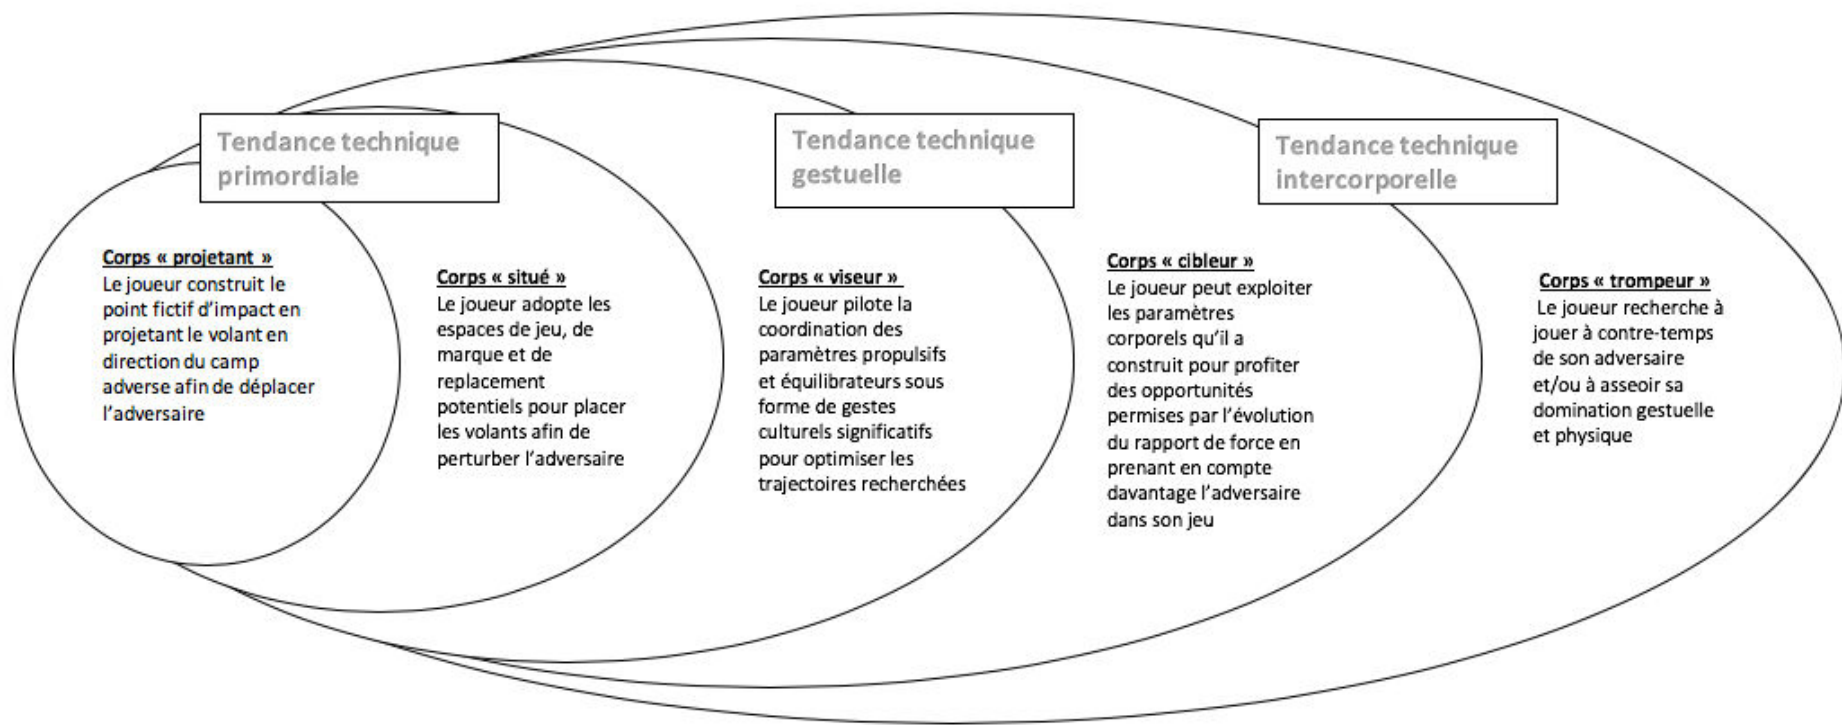 Tendance technique
primordiale
Tendance technique
gestuelle
Tendance technique
intercorporelle
Corps « projetant »
Le joueur construit le
point fictif d’impact en
projetant le volant en
direction du camp
adverse afin de déplacer
l’adversaire
Corps « situé »
Le joueur adopte les
espaces de jeu, de
marque et de
replacement
potentiels pour placer
les volants afin de
perturber l’adversaire
Corps « viseur »
Le joueur pilote la
coordination des
paramètres propulsifs
et équilibrateurs sous
forme de gestes
culturels significatifs
pour optimiser les
trajectoires recherchées
Corps « cibleur »
Le joueur peut exploiter
les paramètres
corporels qu’il a
construit pour profiter
des opportunités
permises par l’évolution
du rapport de force en
prenant en compte
davantage l’adversaire
dans son jeu
Corps « trompeur »
Le joueur recherche à
jouer à contre-temps
de son adversaire
et/ou à asseoir sa
domination gestuelle
et physique